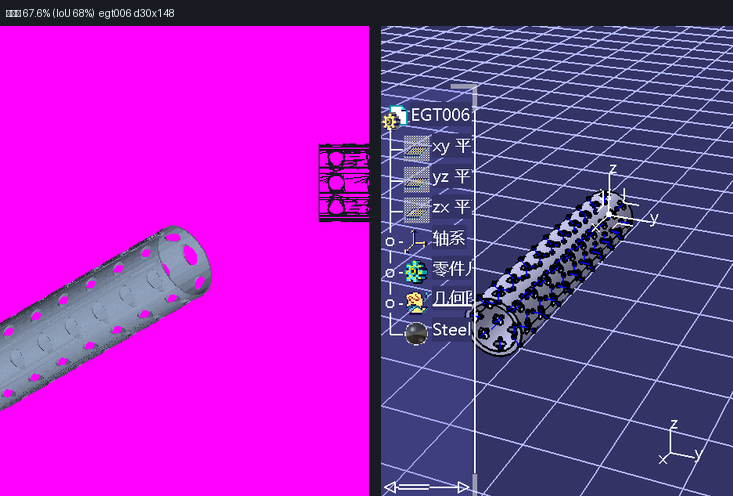 67.6% (IoU 68%) egt006 d30x148
EGT006
xy 平
yz 平
zx 平
轴系
零件
几何
Steel
z
y
z
x
y